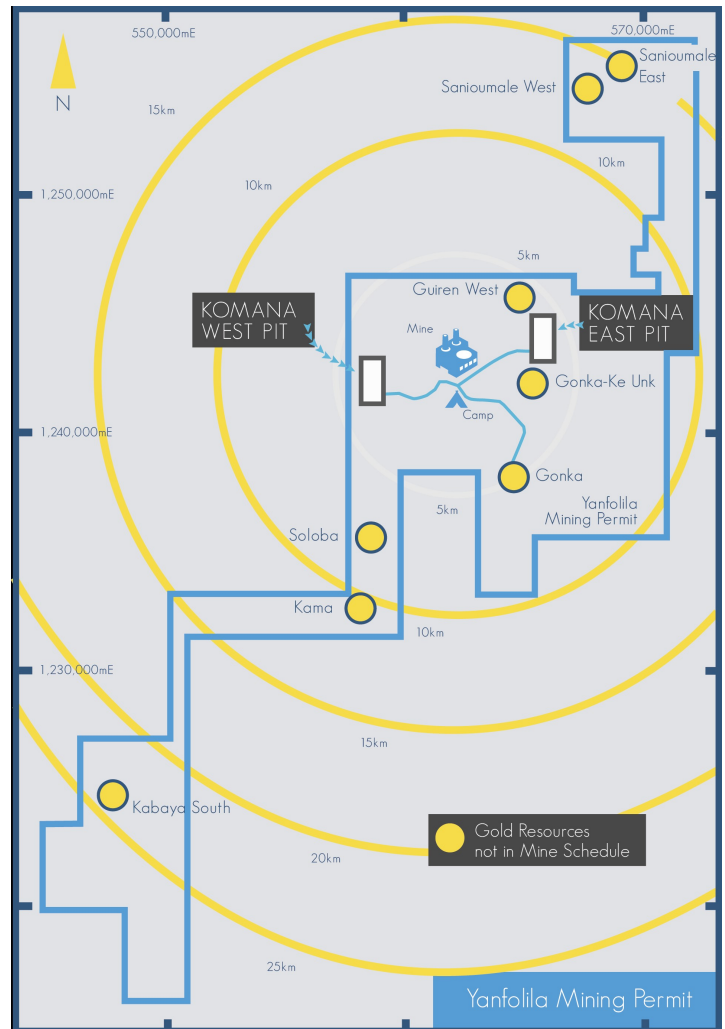 550,000mE
570,000mE
N
15km
Sanioumale
East
Sanioumale West
10km
10km
1,250,000mE
5km
Guiren West
KOMANA
WEST PIT
KOMANA
EAST PIT
Mine
Gonka-Ke Unk
Camp
1,240,000mE
Gonka
Yanfolila
Mining Permit
5km
Soloba
Kama
10km
1,230,000mE
15km
Kabaya South
Gold Resources
not in Mine Schedule
20km
25km
Yanfolila Mining Permit